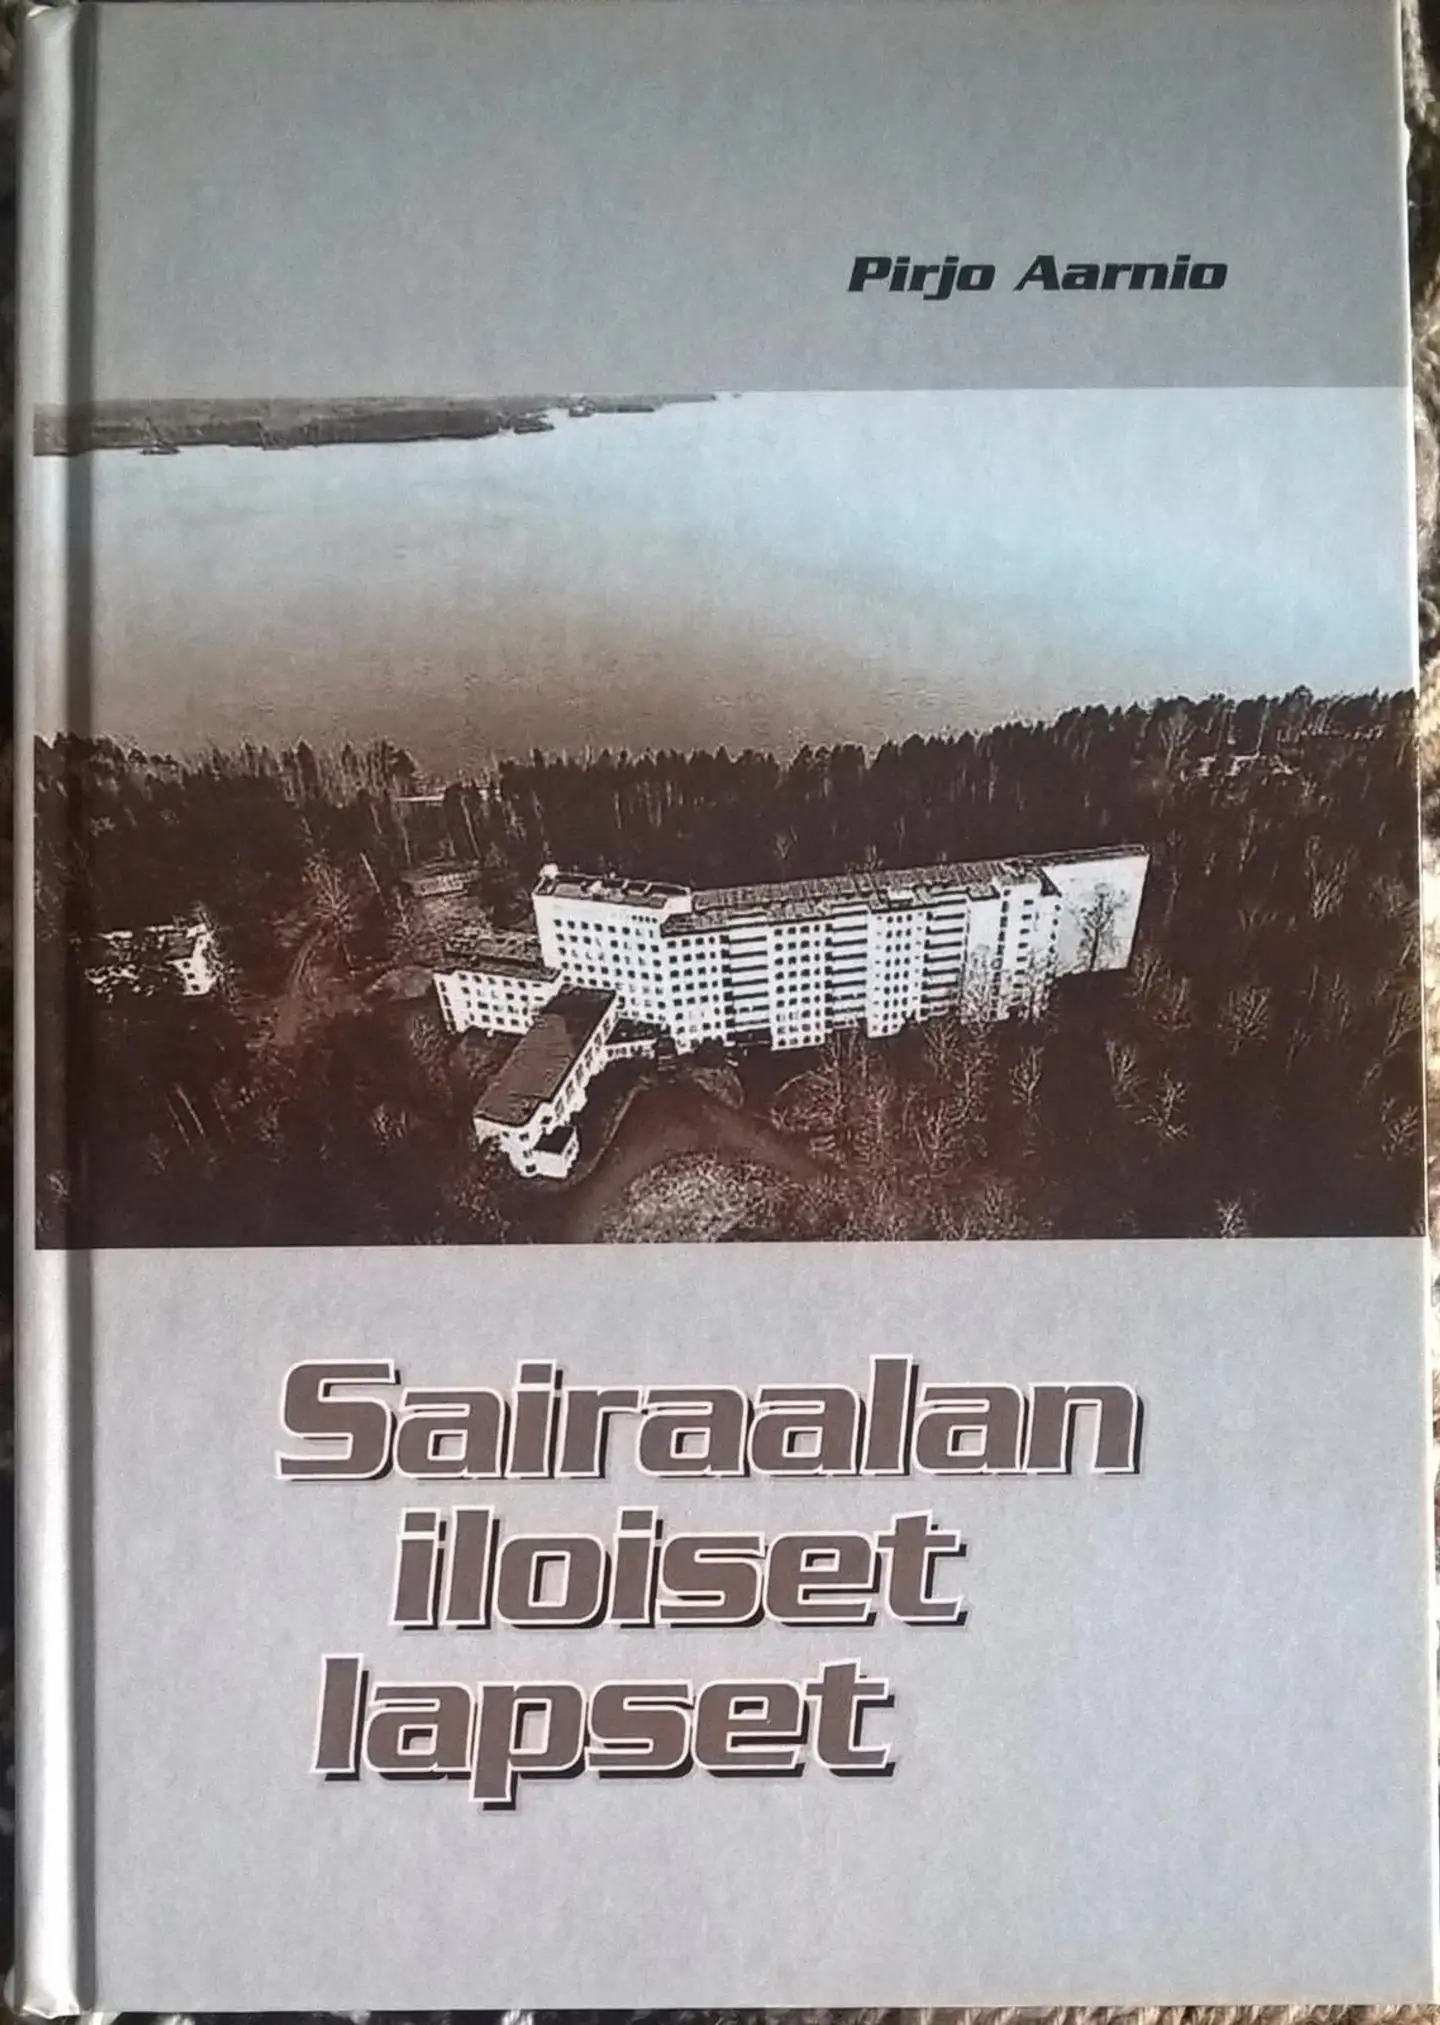 Pirjo Aarnio
Sairaalan
iloiset
lapset